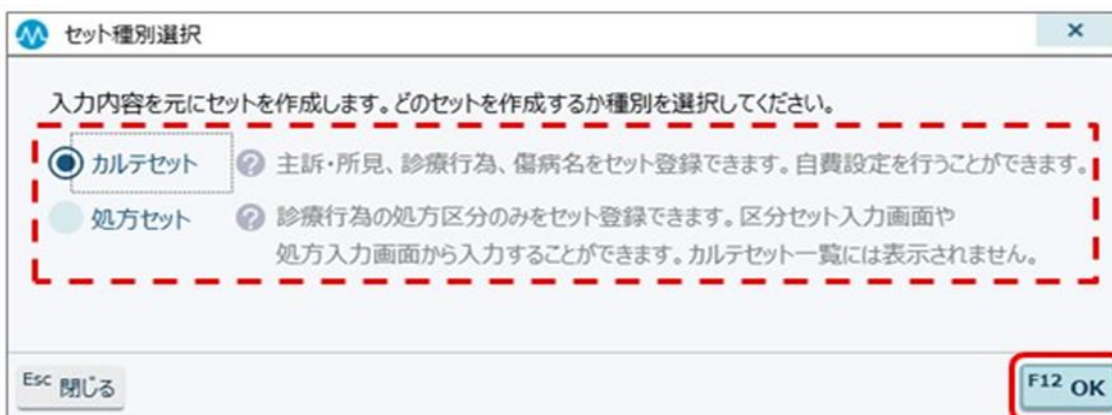 セット種別選択
入力内容を元にセットを作成します。どのセットを作成するか種別を選択してください。
カルテセット ? 主訴・所見、診療行為、傷病名をセット登録できます。自費設定を行うことができます。
処方セット ? 診療行為の処方区分のみをセット登録できます。区分セット入力画面や
処方入力画面から入力することができます。カルテセット一覧には表示されません。
Esc 閉じる F12 OK